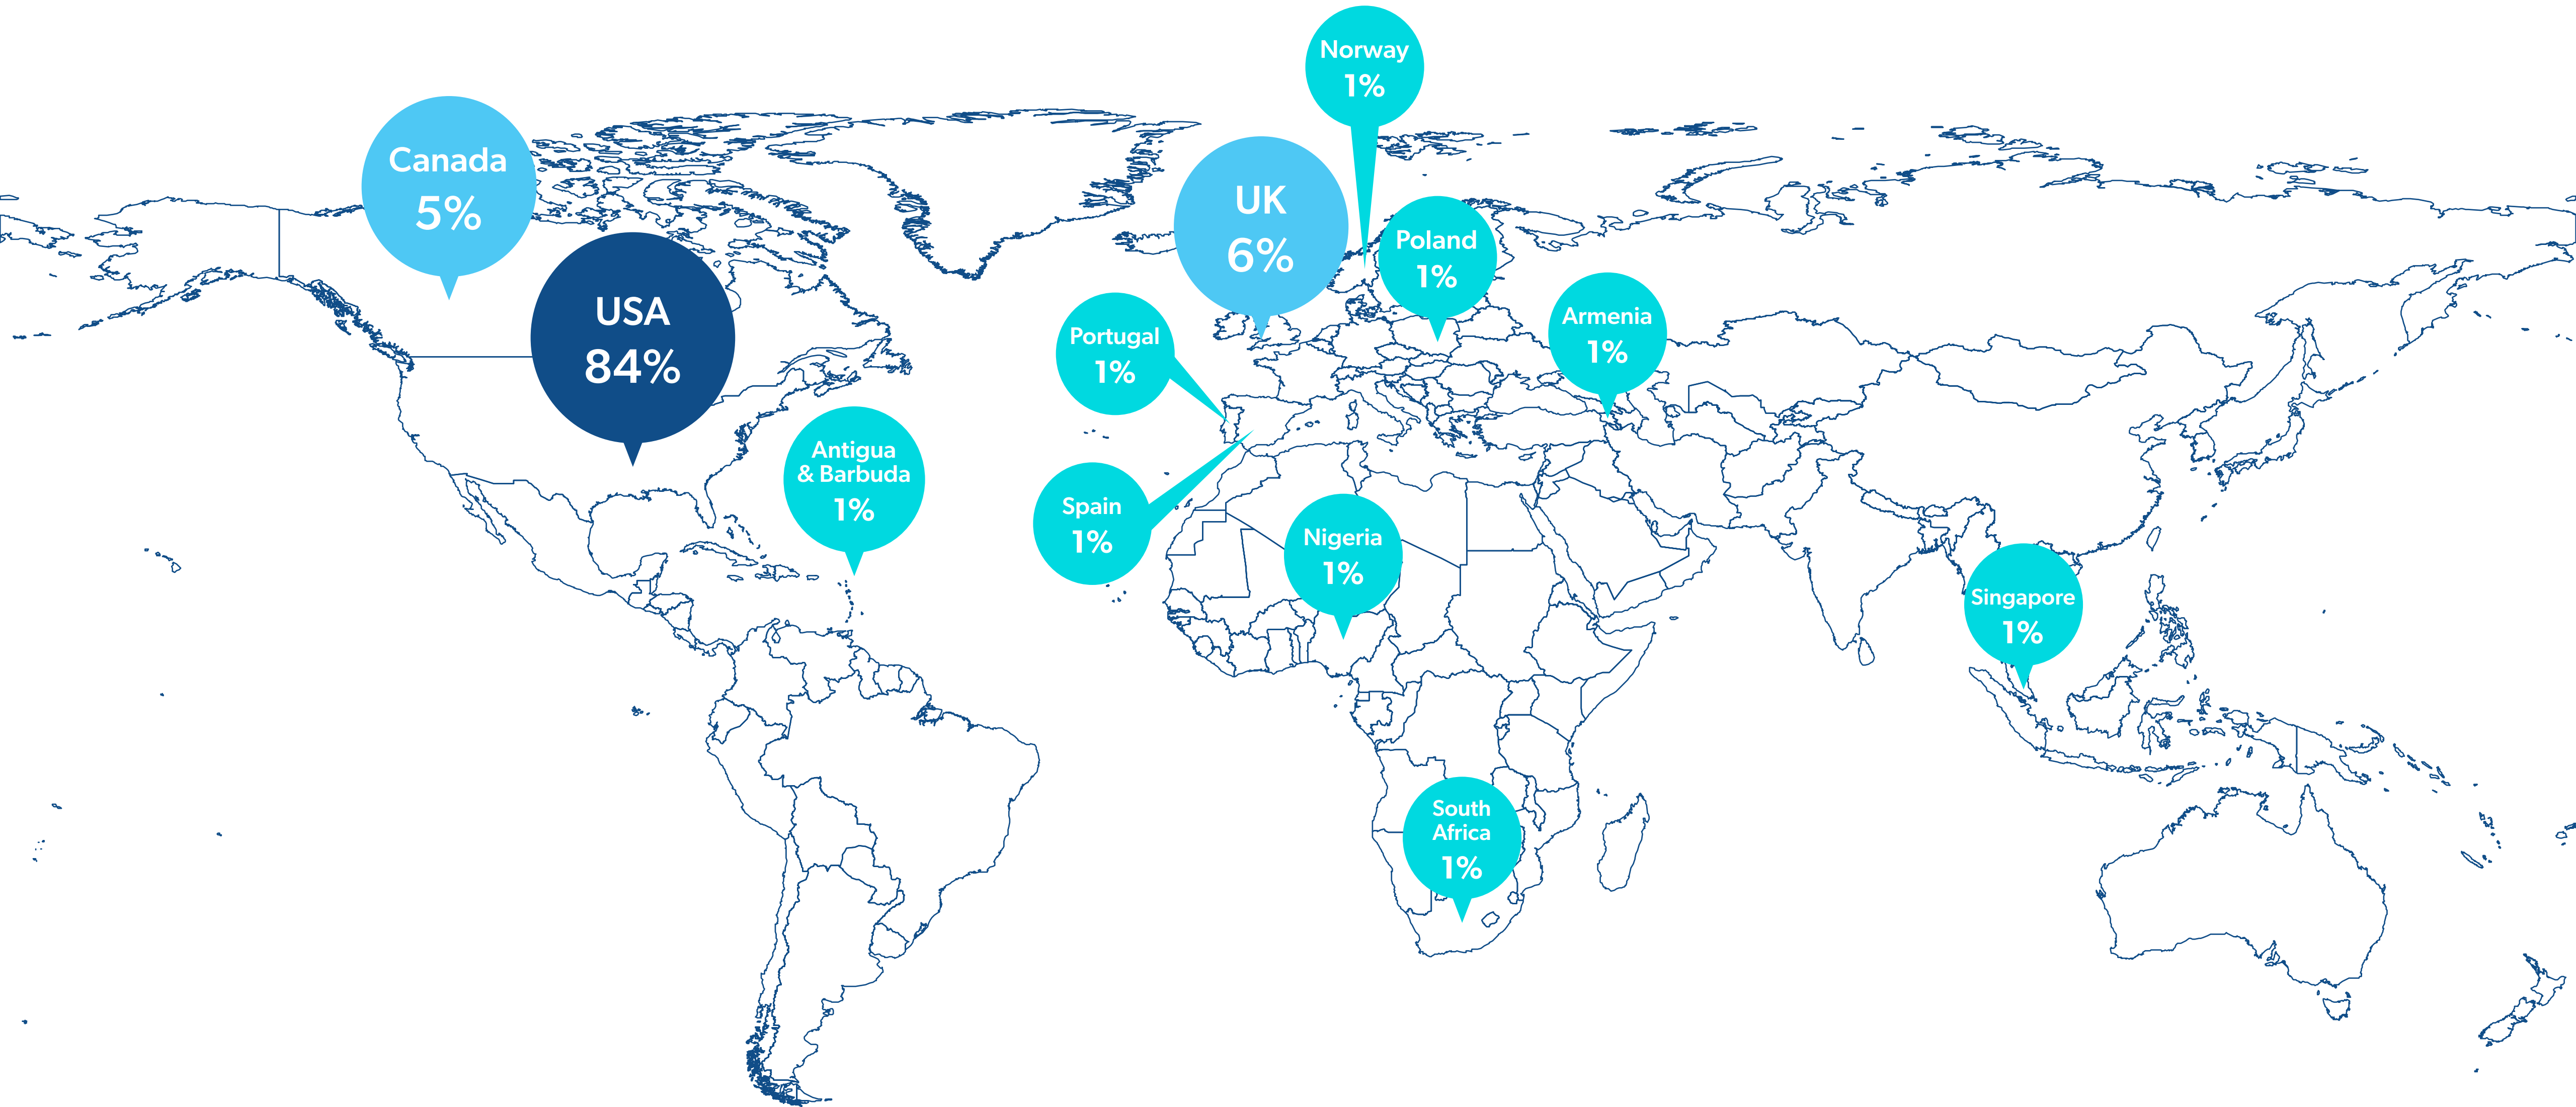 Norway
1%
Canada
5%
UK
6%
Poland
1%
USA
84%
Portugal
1%
Armenia
1%
Antigua
& Barbuda
1%
Spain
1%
Nigeria
1%
Singapore
1%
South
Africa
1%